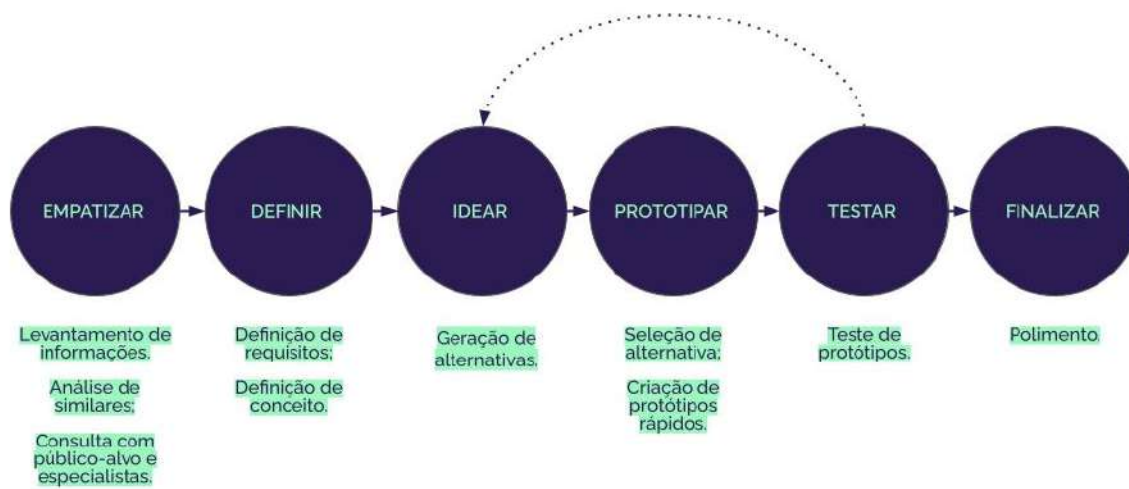 EMPATIZAR
DEFINIR
IDEAR
PROTOTIPAR
TESTAR
FINALIZAR
Levantamento de
informações.
Análise de
similares;
Consulta com
público-alvo e
especialistas.
Definição de
requisitos;
Definição de
conceito.
Geração de
alternativas.
Seleção de
alternativa;
Criação de
protótipos
rápidos.
Teste de
protótipos.
Polimento.